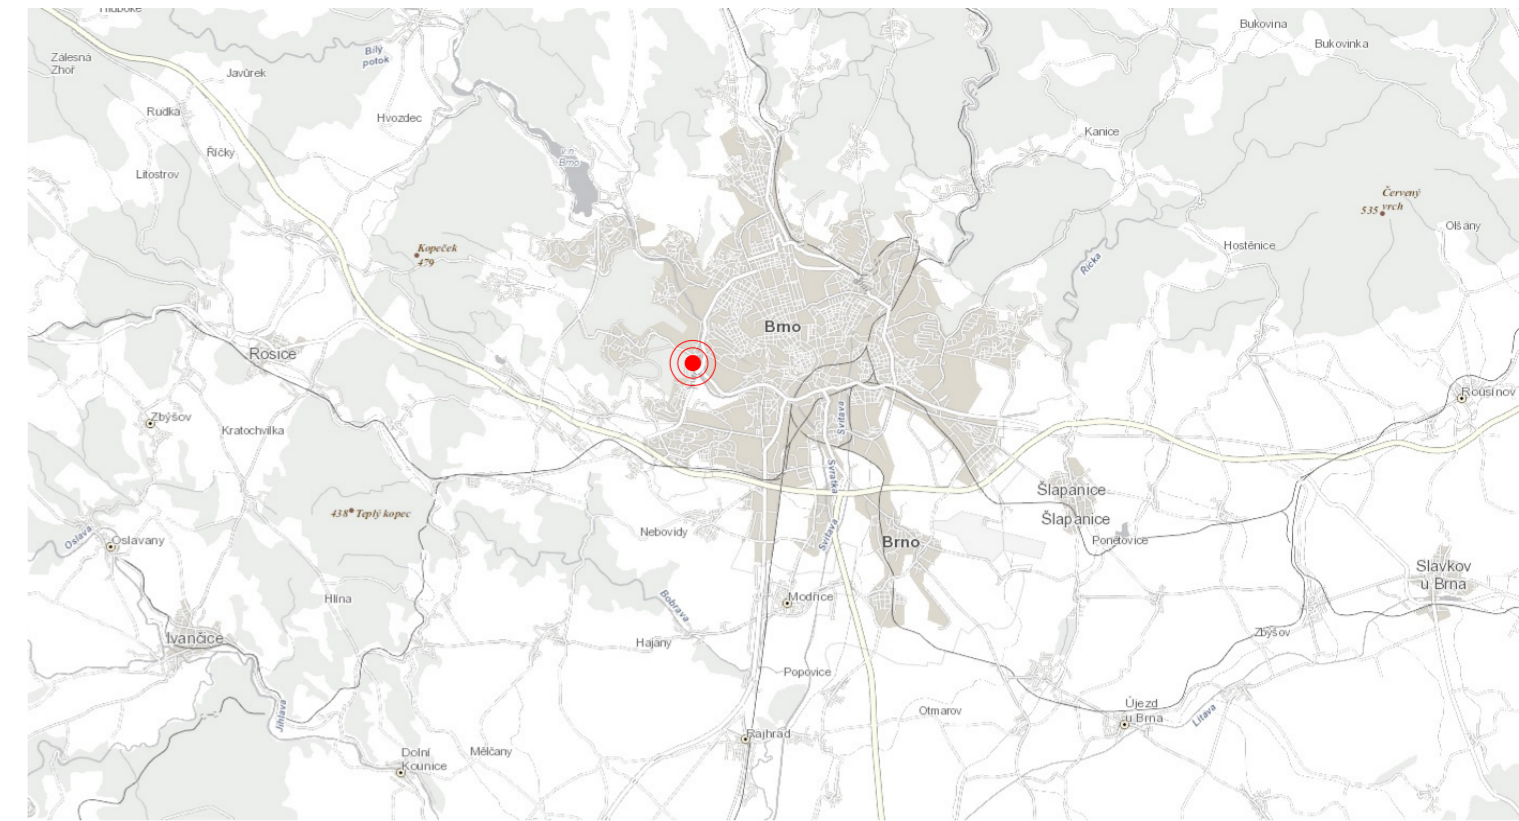 Bukovina
Bílý
potok
Bukovinka
Zálesná
Zhoř
Javůrek
Rudka
Hvozdec
Kanice
Říčky
v.n.
Brno
Litostrov
Červený
vrch
535
Olšany
Kopeček
479
Hostěnice
Říčka
Brno
Rosice
Rousínov
Zbýšov
Kratochvilka
Svitava
Svratka
Šlapanice
438 Teplý kopec
Šlapanice
Nebovidy
Svitava
Brno
Ponětovice
Oslava
Oslavany
Slavkov
u Brna
Hlína
Bobrava
Modřice
Ivančice
Hajany
Zbýšov
Popovice
Jihlava
Otmarov
Újezd
u Brna
Litava
Rajhrad
Dolní
Kounice
Mělčany